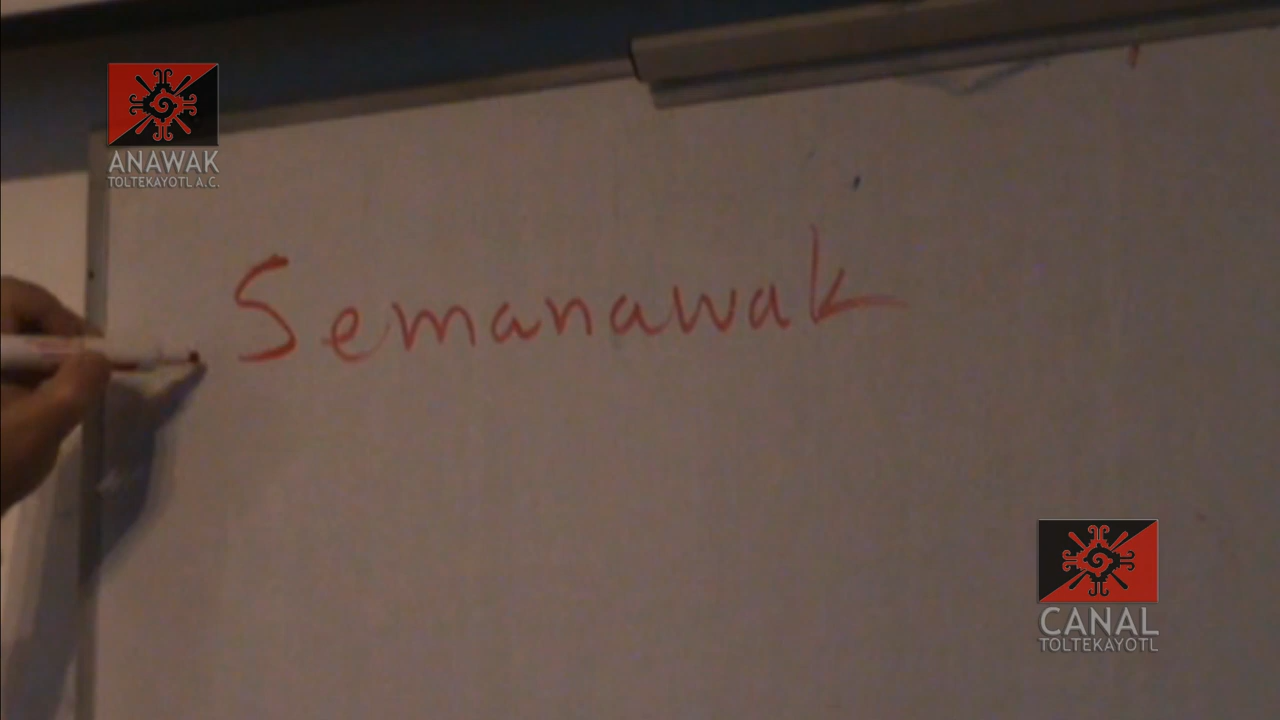 ANAWAK
TOLTEKAYOTL A.C.
Semanawak
CANAL
TOLTEKAYOTL